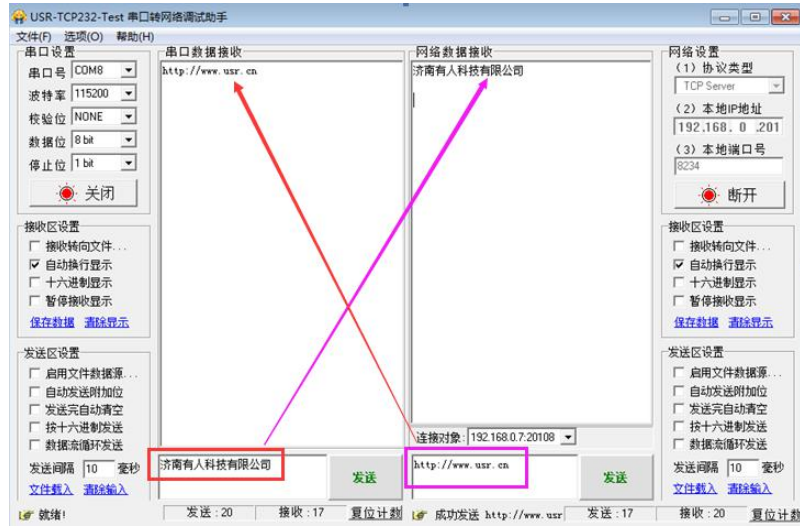 USR-TCP232-Test 串口转网络调试助手
文件(F) 选项(O) 帮助(H)
串口设置
串口号 COM8
波特率 115200
校验位 NONE
数据位 8 bit
停止位 1 bit
关闭
接收区设置
接收转向文件...
自动换行显示
十六进制显示
暂停接收显示
保存数据 清除显示
发送区设置
启用文件数据源...
自动发送附加位
发送完自动清空
按十六进制发送
数据流循环发送
发送间隔 10 毫秒
文件载入 清除输入
串口数据接收
http://www.usr.cn
济南有人科技有限公司
发送
网络数据接收
济南有人科技有限公司
连接对象: 192.168.0.7:20108
http://www.usr.cn
发送
网络设置
(1) 协议类型
TCP Server
(2) 本地IP地址
192.168. 0 .201
(3) 本地端口号
8234
断开
接收区设置
接收转向文件...
自动换行显示
十六进制显示
暂停接收显示
保存数据 清除显示
发送区设置
启用文件数据源...
自动发送附加位
发送完自动清空
按十六进制发送
数据流循环发送
发送间隔 10 毫秒
文件载入 清除输入
就绪! 发送:20 接收:17 复位计数
成功发送 http://www.usr 发送:17 接收:20 复位计数